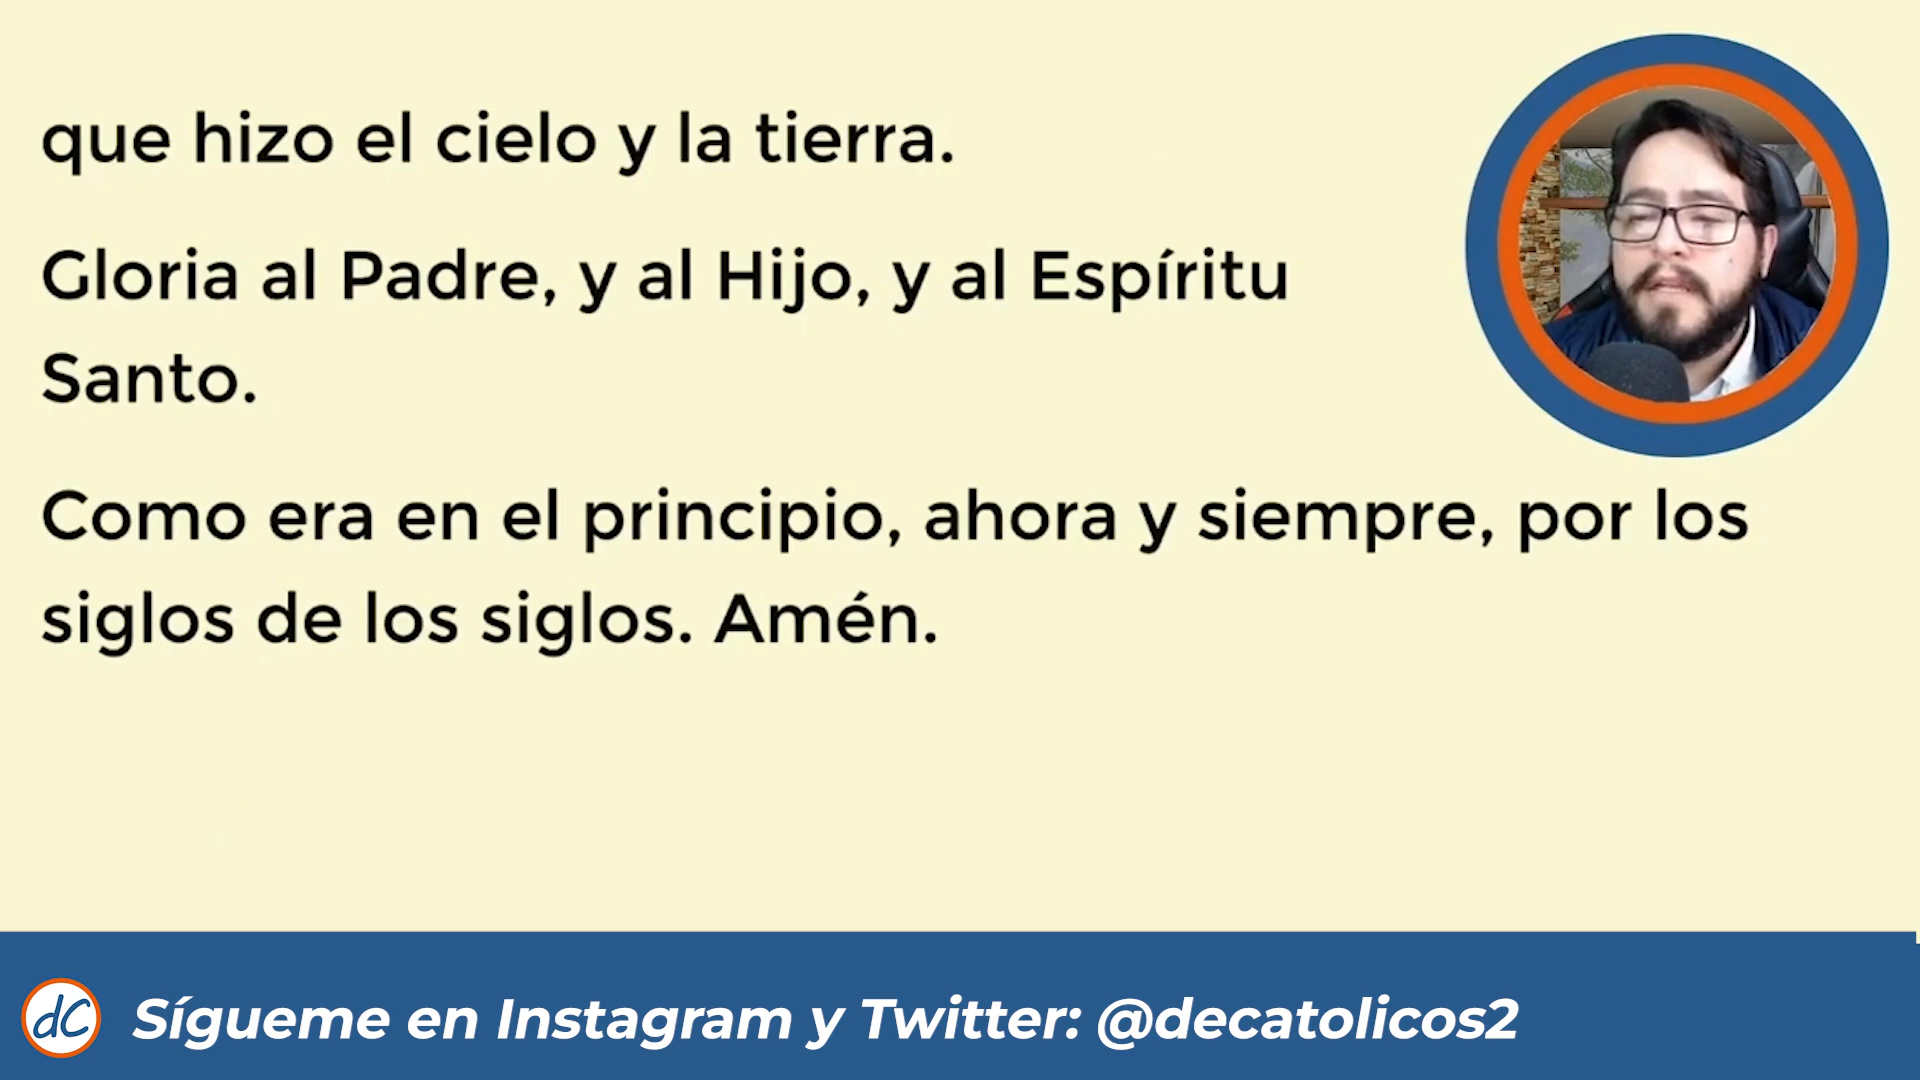 que hizo el cielo y la tierra.
Gloria al Padre, y al Hijo, y al Espíritu
Santo.
Como era en el principio, ahora y siempre, por los
siglos de los siglos. Amén.
dC Sígueme en Instagram y Twitter: @decatolicos2